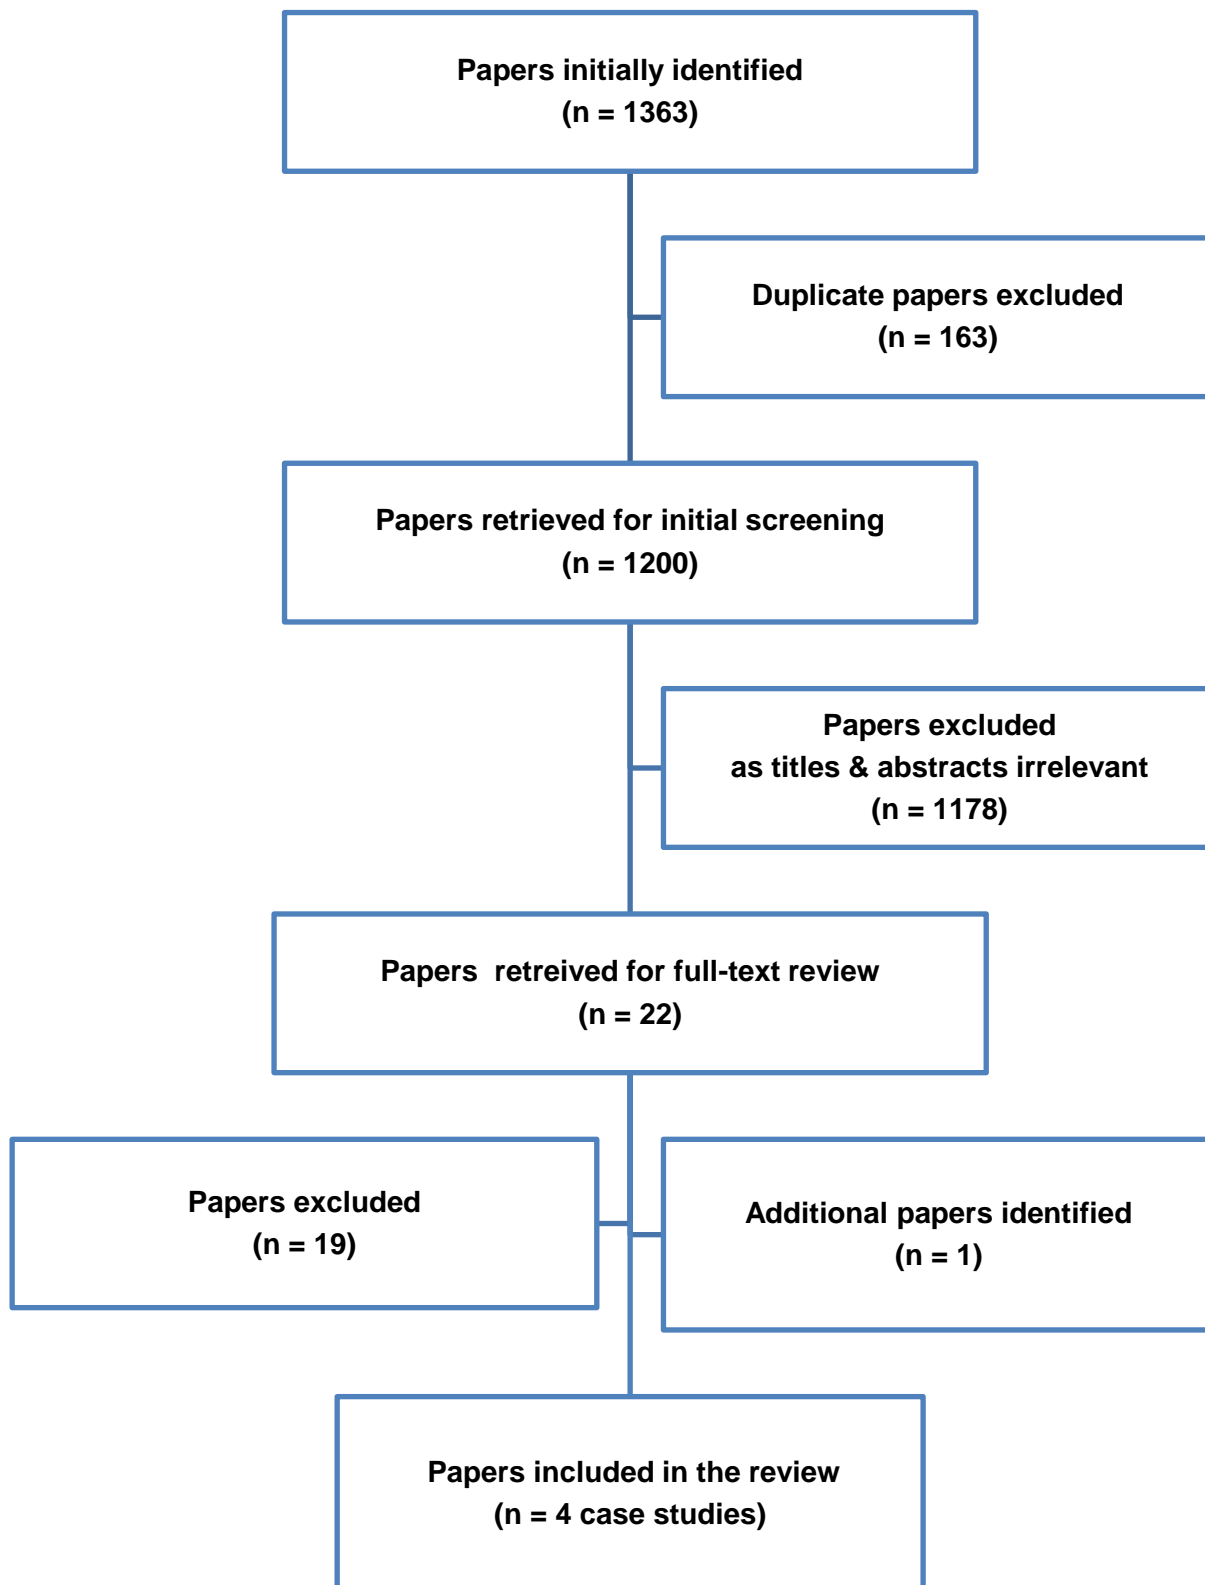 Papers initially identified
(n = 1363)
Duplicate papers excluded
(n = 163)
Papers retrieved for initial screening
(n = 1200)
Papers excluded
as titles & abstracts irrelevant
(n = 1178)
Papers  retreived for full-text review
(n = 22)
Papers excluded
(n = 19)
Additional papers identified
(n = 1)
Papers included in the review
(n = 4 case studies)